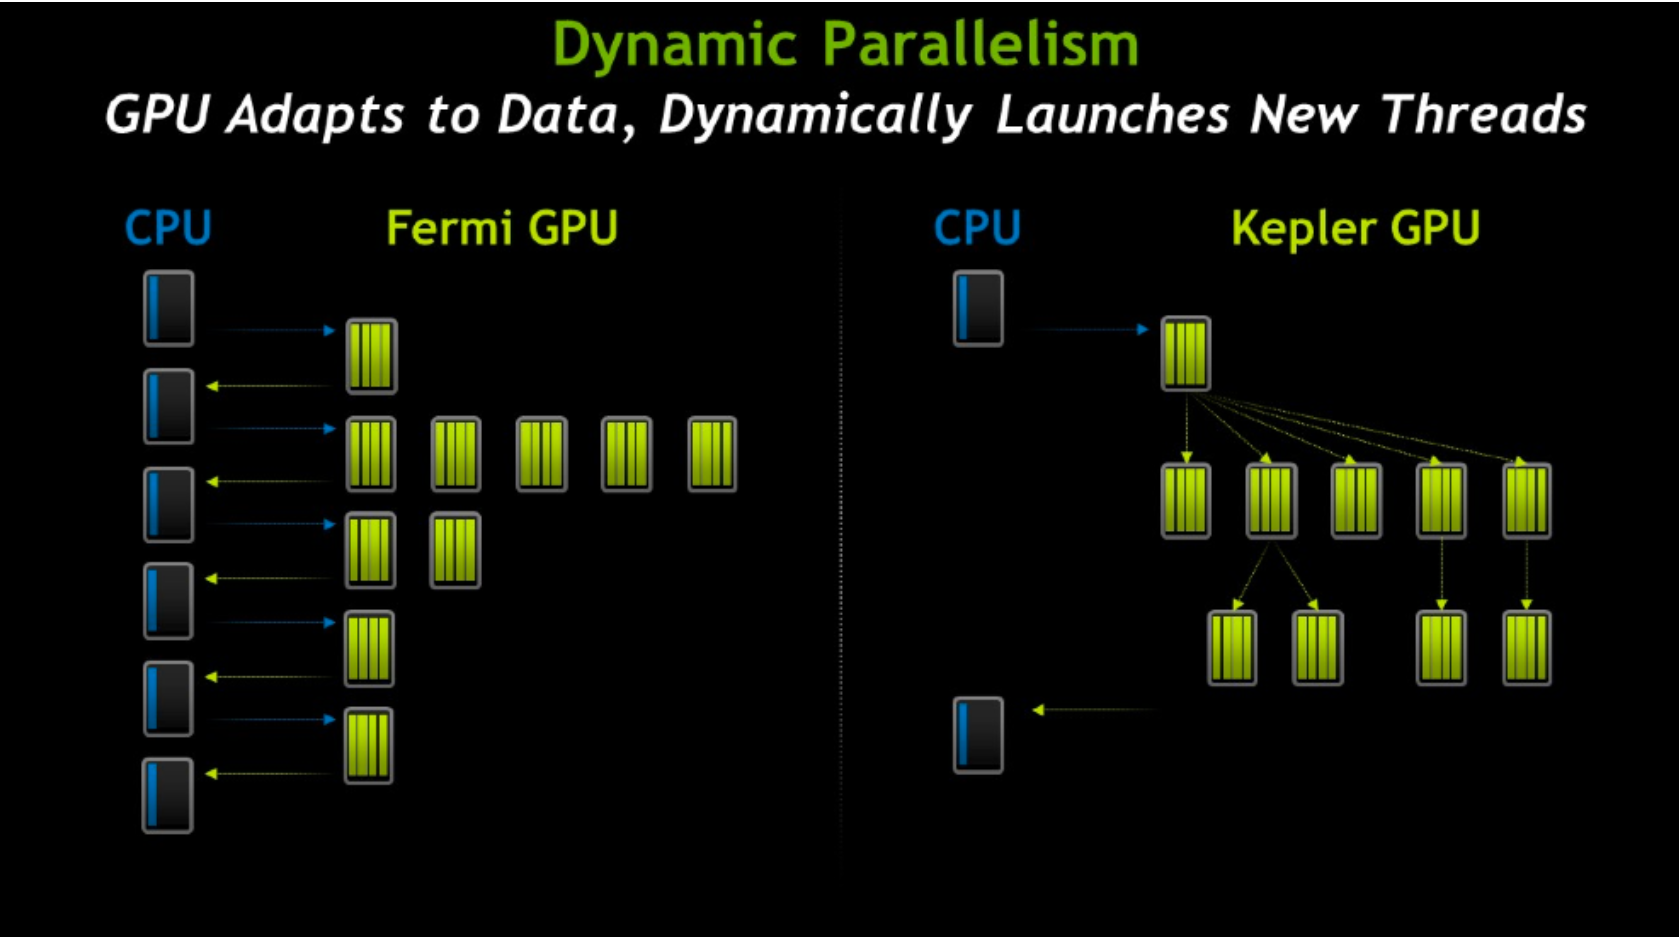 Dynamic Parallelism
GPU Adapts to Data, Dynamically Launches New Threads
CPU
Fermi GPU
CPU
Kepler GPU